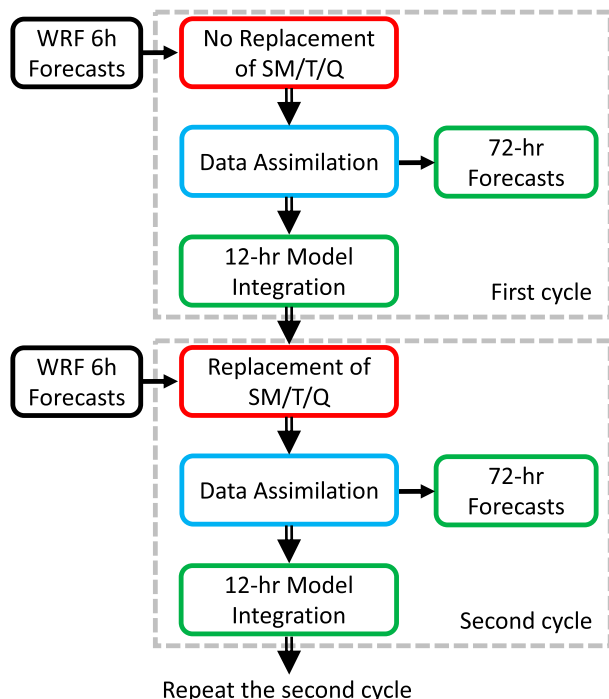 WRF 6h
Forecasts
No Replacement
of SM/T/Q
Data Assimilation
72-hr
Forecasts
12-hr Model
Integration
First cycle
WRF 6h
Forecasts
Replacement of
SM/T/Q
Data Assimilation
72-hr
Forecasts
12-hr Model
Integration
Second cycle
Repeat the second cycle